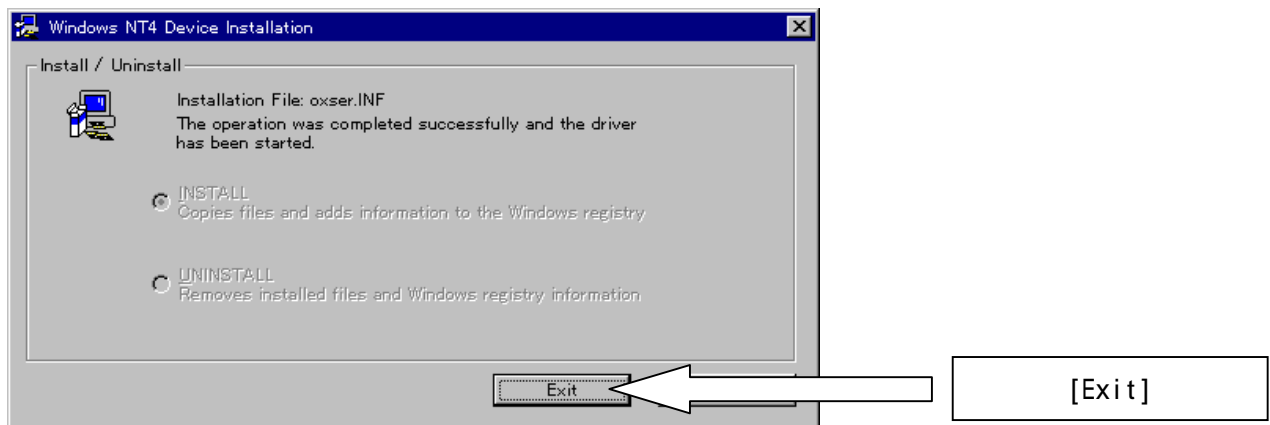 Windows NT4 Device Installation
Install / Uninstall
Installation File: oxser.INF
The operation was completed successfully and the driver
has been started.
INSTALL
Copies files and adds information to the Windows registry
UNINSTALL
Removes installed files and Windows registry information
Exit
[Exit]